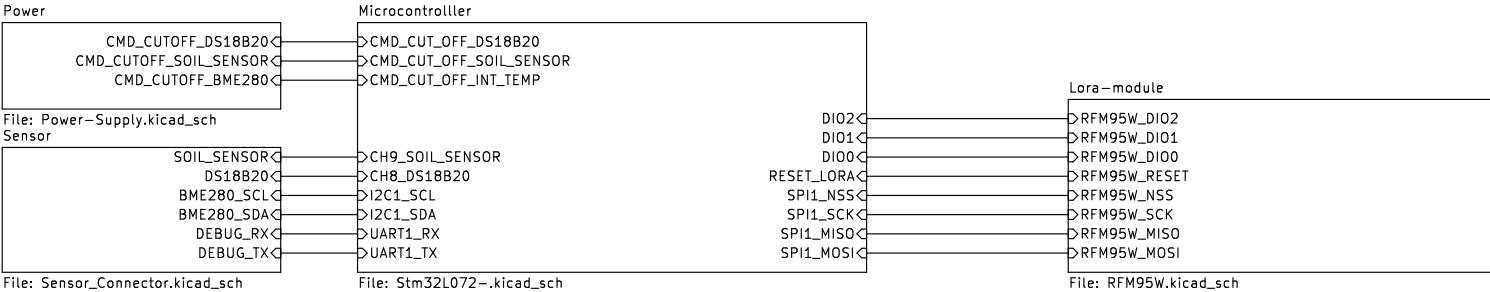 Power
CMD_CUTOFF_DS18B20
CMD_CUTOFF_SOIL_SENSOR
CMD_CUTOFF_BME280
File: Power-Supply.kicad_sch
Sensor
SOIL_SENSOR
DS18B20
BME280_SCL
BME280_SDA
DEBUG_RX
DEBUG_TX
File: Sensor_Connector.kicad_sch
Microcontrolller
CMD_CUT_OFF_DS18B20
CMD_CUT_OFF_SOIL_SENSOR
CMD_CUT_OFF_INT_TEMP
CH9_SOIL_SENSOR
CH8_DS18B20
I2C1_SCL
I2C1_SDA
UART1_RX
UART1_TX
DIO2
DIO1
DIO0
RESET_LORA
SPI1_NSS
SPI1_SCK
SPI1_MISO
SPI1_MOSI
File: Stm32L072-.kicad_sch
Lora-module
RFM95W_DIO2
RFM95W_DIO1
RFM95W_DIO0
RFM95W_RESET
RFM95W_NSS
RFM95W_SCK
RFM95W_MISO
RFM95W_MOSI
File: RFM95W.kicad_sch